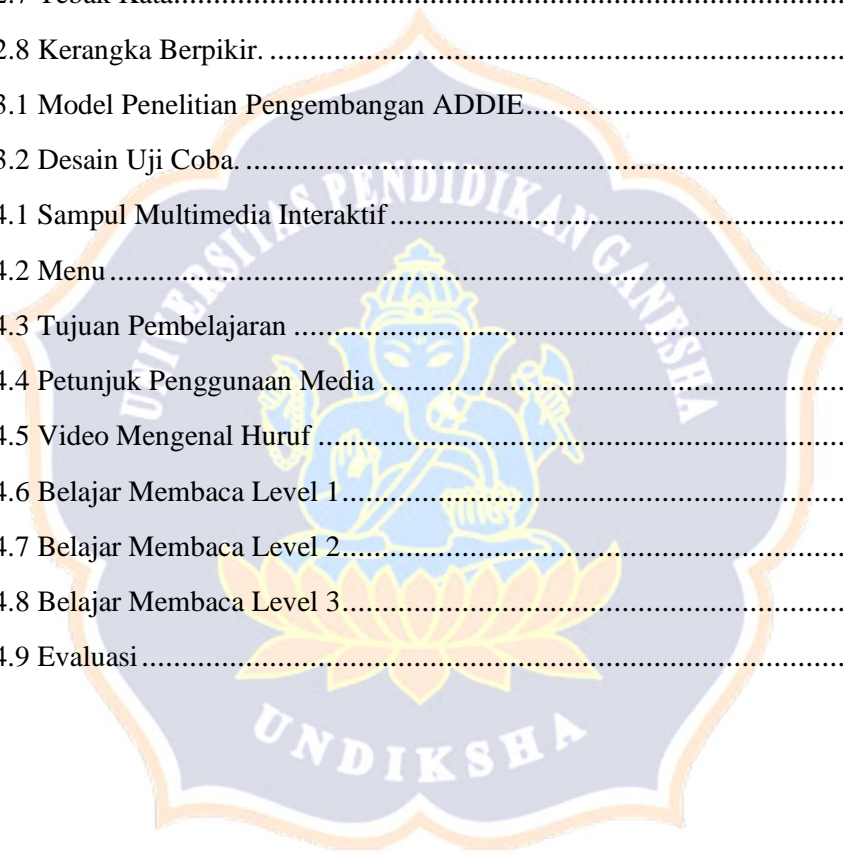 2.7 Tebak Kata..........................................................................................
2.8 Kerangka Berpikir. ..............................................................................
3.1 Model Penelitian Pengembangan ADDIE...............................................
3.2 Desain Uji Coba. .................................................................................
4.1 Sampul Multimedia Interaktif...............................................................
4.2 Menu..................................................................................................
4.3 Tujuan Pembelajaran ...........................................................................
4.4 Petunjuk Penggunaan Media ................................................................
4.5 Video Mengenal Huruf.........................................................................
4.6 Belajar Membaca Level 1.....................................................................
4.7 Belajar Membaca Level 2.....................................................................
4.8 Belajar Membaca Level 3.....................................................................
4.9 Evaluasi..............................................................................................
UNIVERSITAS PENDIDIKAN GANESHA
UNDIKSHA